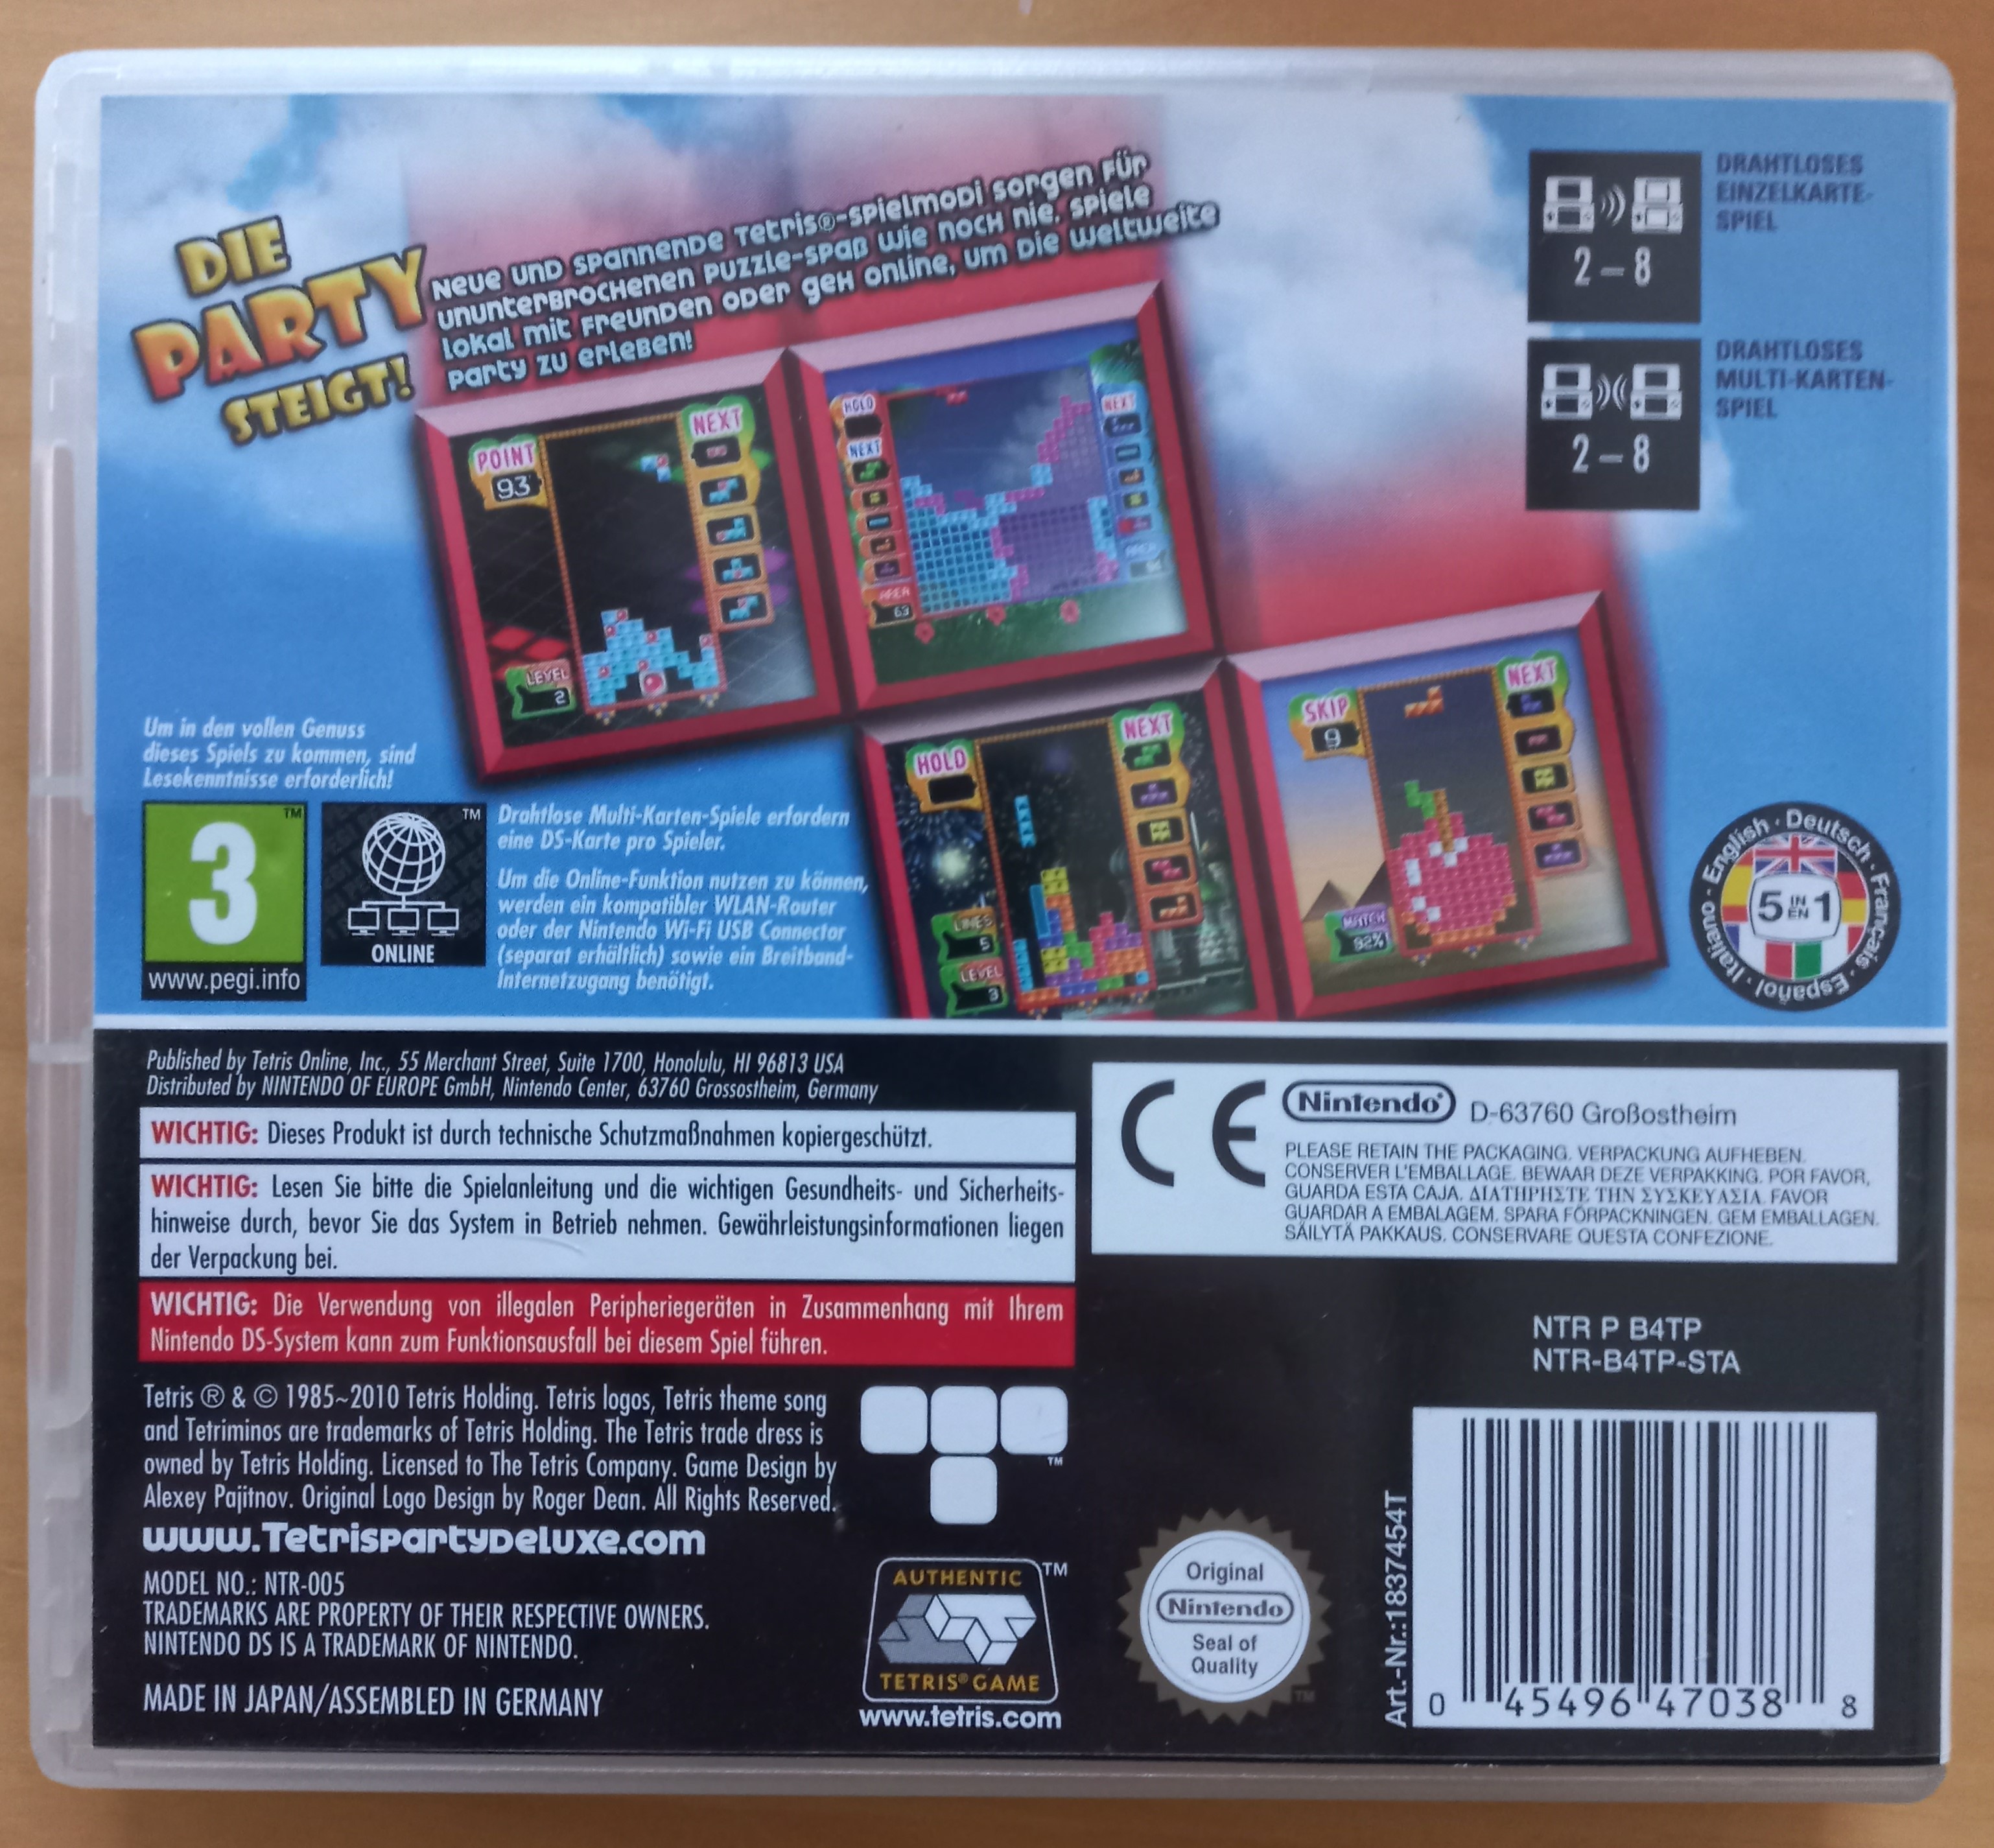 DIE
PARTY
STEIGT!
Neue und spannende Tetris®-Spielmodi sorgen für
ununterbrochenen Puzzle-Spaß wie noch nie. Spiele
lokal mit Freunden oder geh online, um die weltweite
Party zu erleben!
DRAHTLOSES
EINZELKARTE-
SPIEL
2 – 8
DRAHTLOSES
MULTI-KARTEN-
SPIEL
2 – 8
POINT
93
NEXT
LEVEL
2
HOLD
NEXT
AREA
63
NEXT
HOLD
NEXT
LINES
5
LEVEL
3
SKIP
9
NEXT
MATCH
92%
Um in den vollen Genuss
dieses Spiels zu kommen, sind
Lesekenntnisse erforderlich!
3
™
www.pegi.info
™
ONLINE
Drahtlose Multi-Karten-Spiele erfordern
eine DS-Karte pro Spieler.
Um die Online-Funktion nutzen zu können,
werden ein kompatibler WLAN-Router
oder der Nintendo Wi-Fi USB Connector
(separat erhältlich) sowie ein Breitband-
Internetzugang benötigt.
English · Deutsch · Français · Español · Italiano ·
5 IN EN 1
Published by Tetris Online, Inc., 55 Merchant Street, Suite 1700, Honolulu, HI 96813 USA
Distributed by NINTENDO OF EUROPE GmbH, Nintendo Center, 63760 Grossostheim, Germany
WICHTIG: Dieses Produkt ist durch technische Schutzmaßnahmen kopiergeschützt.
WICHTIG: Lesen Sie bitte die Spielanleitung und die wichtigen Gesundheits- und Sicherheits-
hinweise durch, bevor Sie das System in Betrieb nehmen. Gewährleistungsinformationen liegen
der Verpackung bei.
WICHTIG: Die Verwendung von illegalen Peripheriegeräten in Zusammenhang mit Ihrem
Nintendo DS-System kann zum Funktionsausfall bei diesem Spiel führen.
CE
Nintendo®
D-63760 Großostheim
PLEASE RETAIN THE PACKAGING. VERPACKUNG AUFHEBEN.
CONSERVER L'EMBALLAGE. BEWAAR DEZE VERPAKKING. POR FAVOR,
GUARDA ESTA CAJA. ΔΙΑΤΗΡΗΣΤΕ ΤΗΝ ΣΥΣΚΕΥΑΣΙΑ. FAVOR
GUARDAR A EMBALAGEM. SPARA FÖRPACKNINGEN. GEM EMBALLAGEN.
SÄILYTÄ PAKKAUS. CONSERVARE QUESTA CONFEZIONE.
Tetris ® & © 1985~2010 Tetris Holding. Tetris logos, Tetris theme song
and Tetriminos are trademarks of Tetris Holding. The Tetris trade dress is
owned by Tetris Holding. Licensed to The Tetris Company. Game Design by
Alexey Pajitnov. Original Logo Design by Roger Dean. All Rights Reserved.
www.TetrisPartyDeluxe.com
MODEL NO.: NTR-005
TRADEMARKS ARE PROPERTY OF THEIR RESPECTIVE OWNERS.
NINTENDO DS IS A TRADEMARK OF NINTENDO.
MADE IN JAPAN/ASSEMBLED IN GERMANY
™
AUTHENTIC
TETRIS® GAME
™
www.tetris.com
Original
Nintendo
Seal of
Quality
™
NTR P B4TP
NTR-B4TP-STA
Art.-Nr.:1837454T
0 45496 47038 8